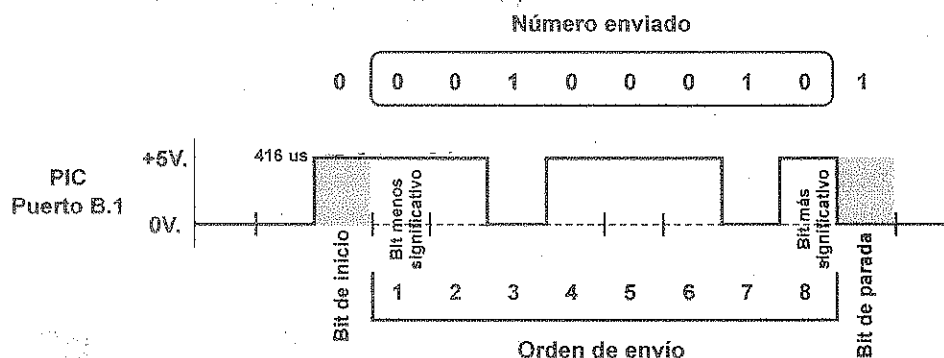 Número enviado
0 0 0 1 0 0 0 1 0 1
+5V.
416 us
PIC
Puerto B.1
0V.
Bit de inicio
Bit menos
significativo
Bit más
significativo
Bit de parada
1 2 3 4 5 6 7 8
Orden de envío